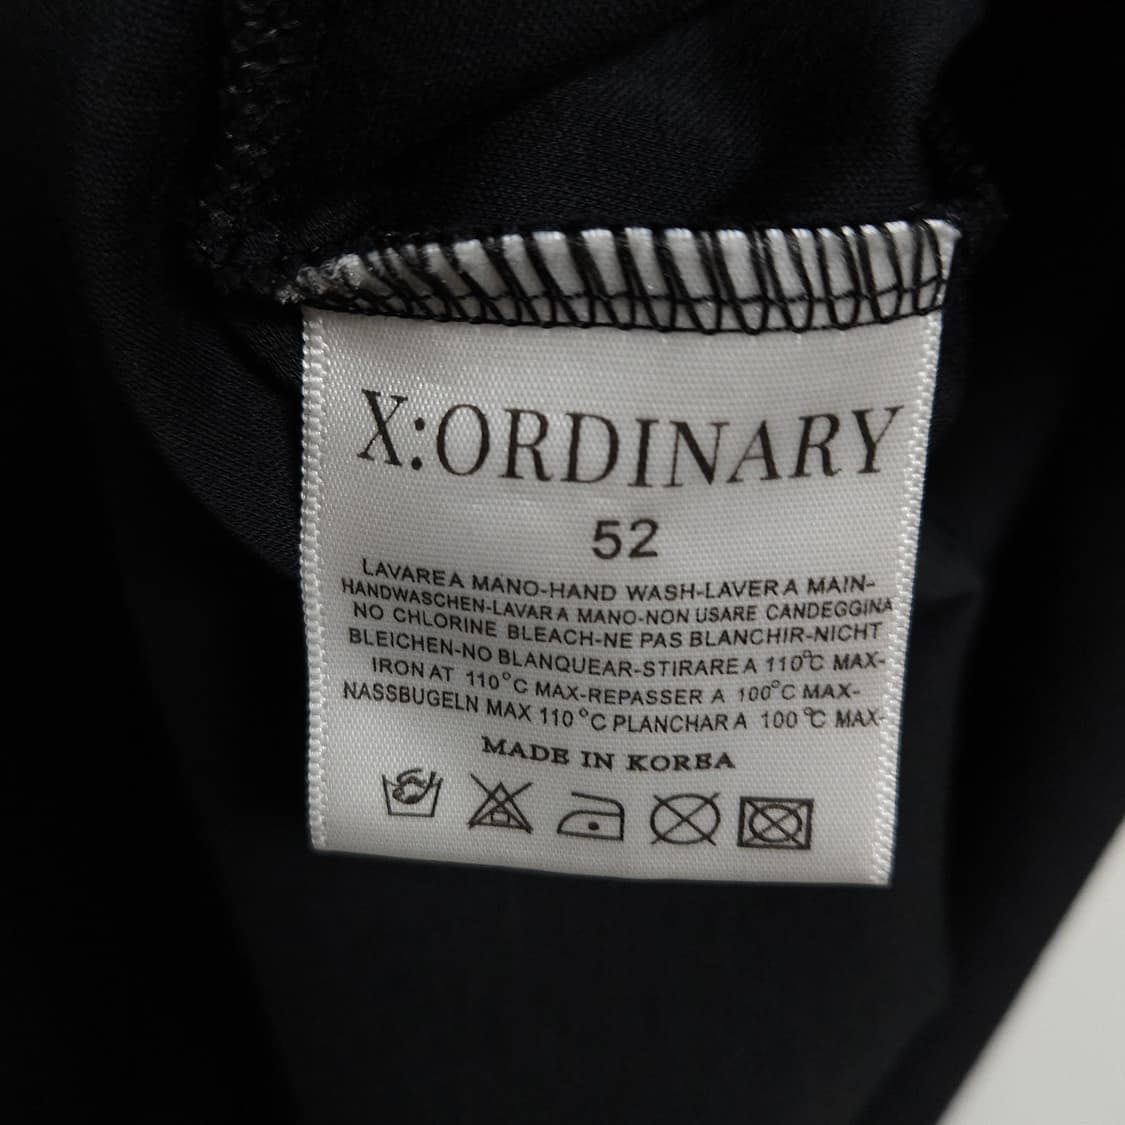 X:ORDINARY
52
LAVARE A MANO-HAND WASH-LAVER A MAIN-
HANDWASCHEN-LAVAR A MANO-NON USARE CANDEGGINA
NO CHLORINE BLEACH-NE PAS BLANCHIR-NICHT
BLEICHEN-NO BLANQUEAR-STIRARE A 110°C MAX-
IRON AT 110°C MAX-REPASSER A 100°C MAX-
NASSBUGELN MAX 110°C PLANCHAR A 100°C MAX-
MADE IN KOREA